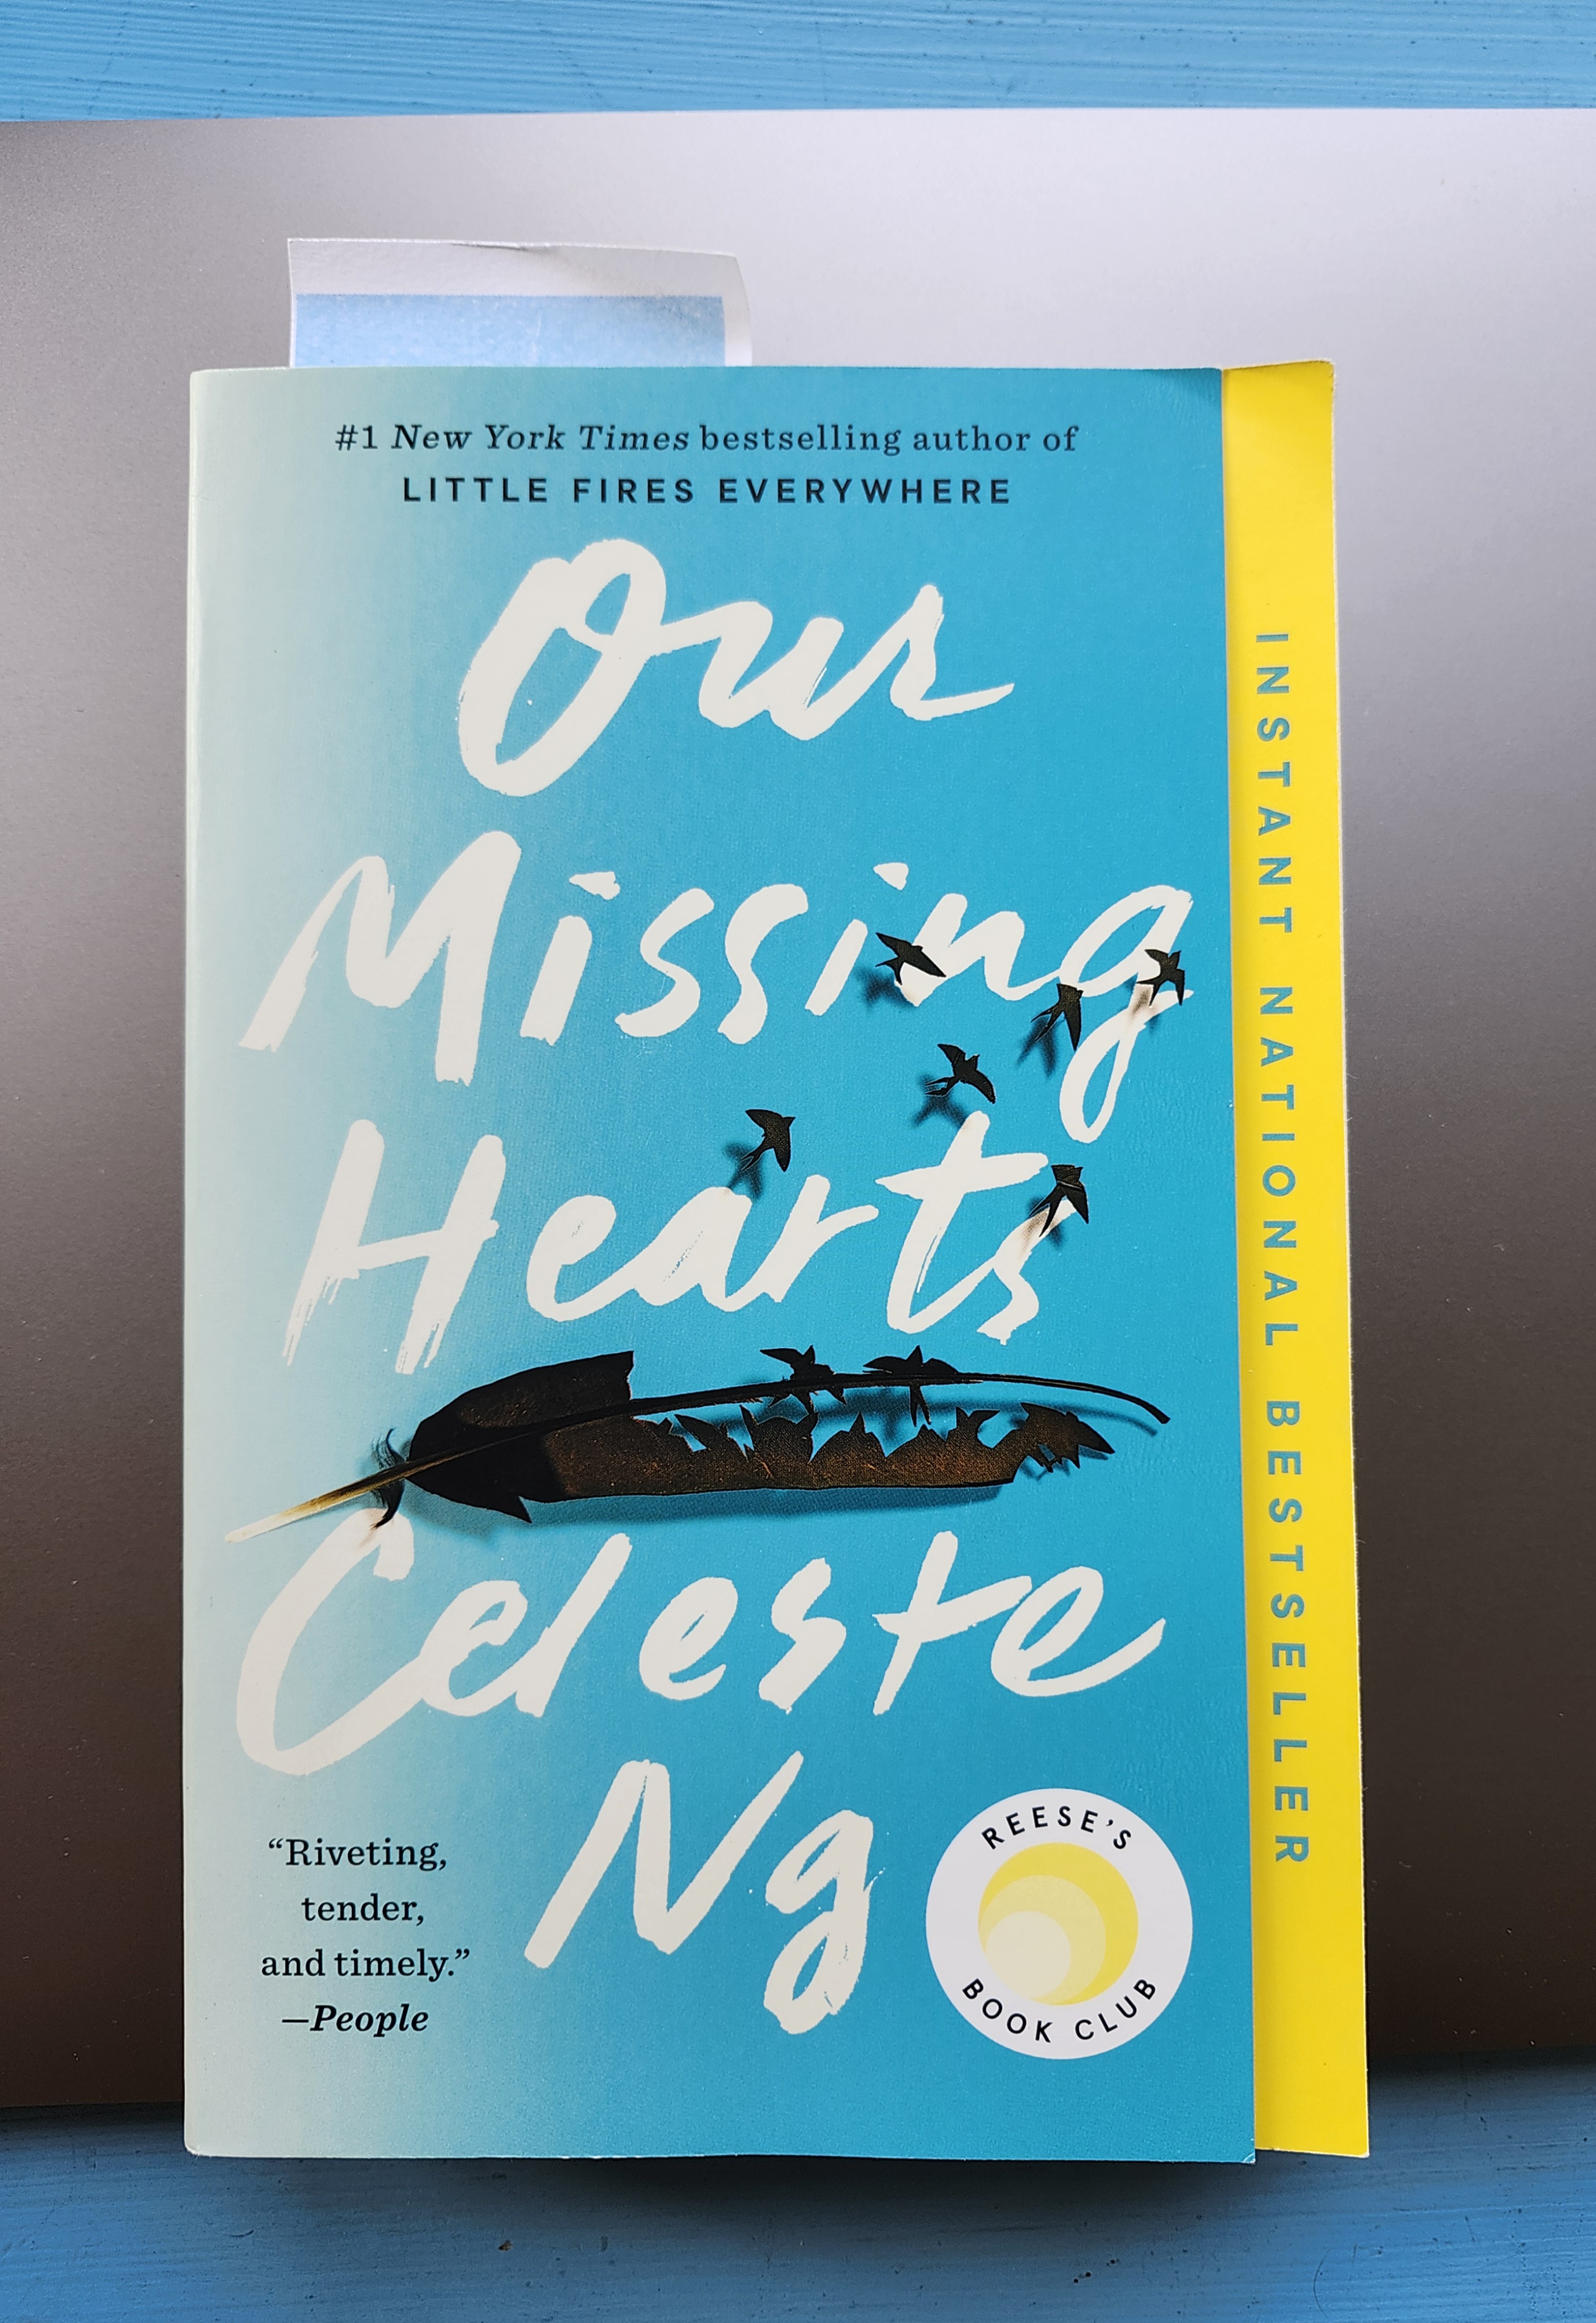 #1 New York Times bestselling author of
LITTLE FIRES EVERYWHERE
Our
Missing
Hearts
Celeste
Ng
“Riveting,
tender,
and timely.”
—People
REESE’S
BOOK CLUB
INSTANT NATIONAL BESTSELLER